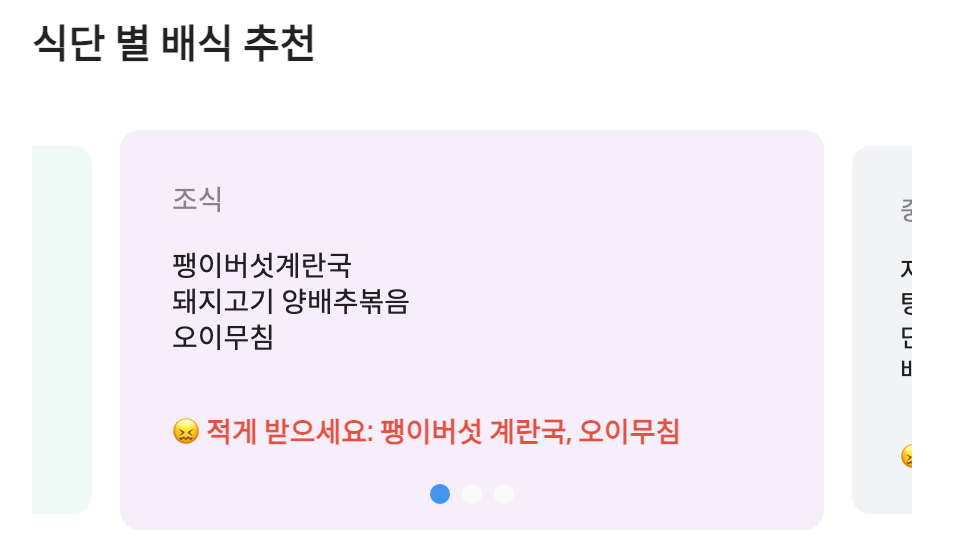 식단 별 배식 추천
조식
팽이버섯계란국
돼지고기 양배추볶음
오이무침
😖 적게 받으세요: 팽이버섯 계란국, 오이무침